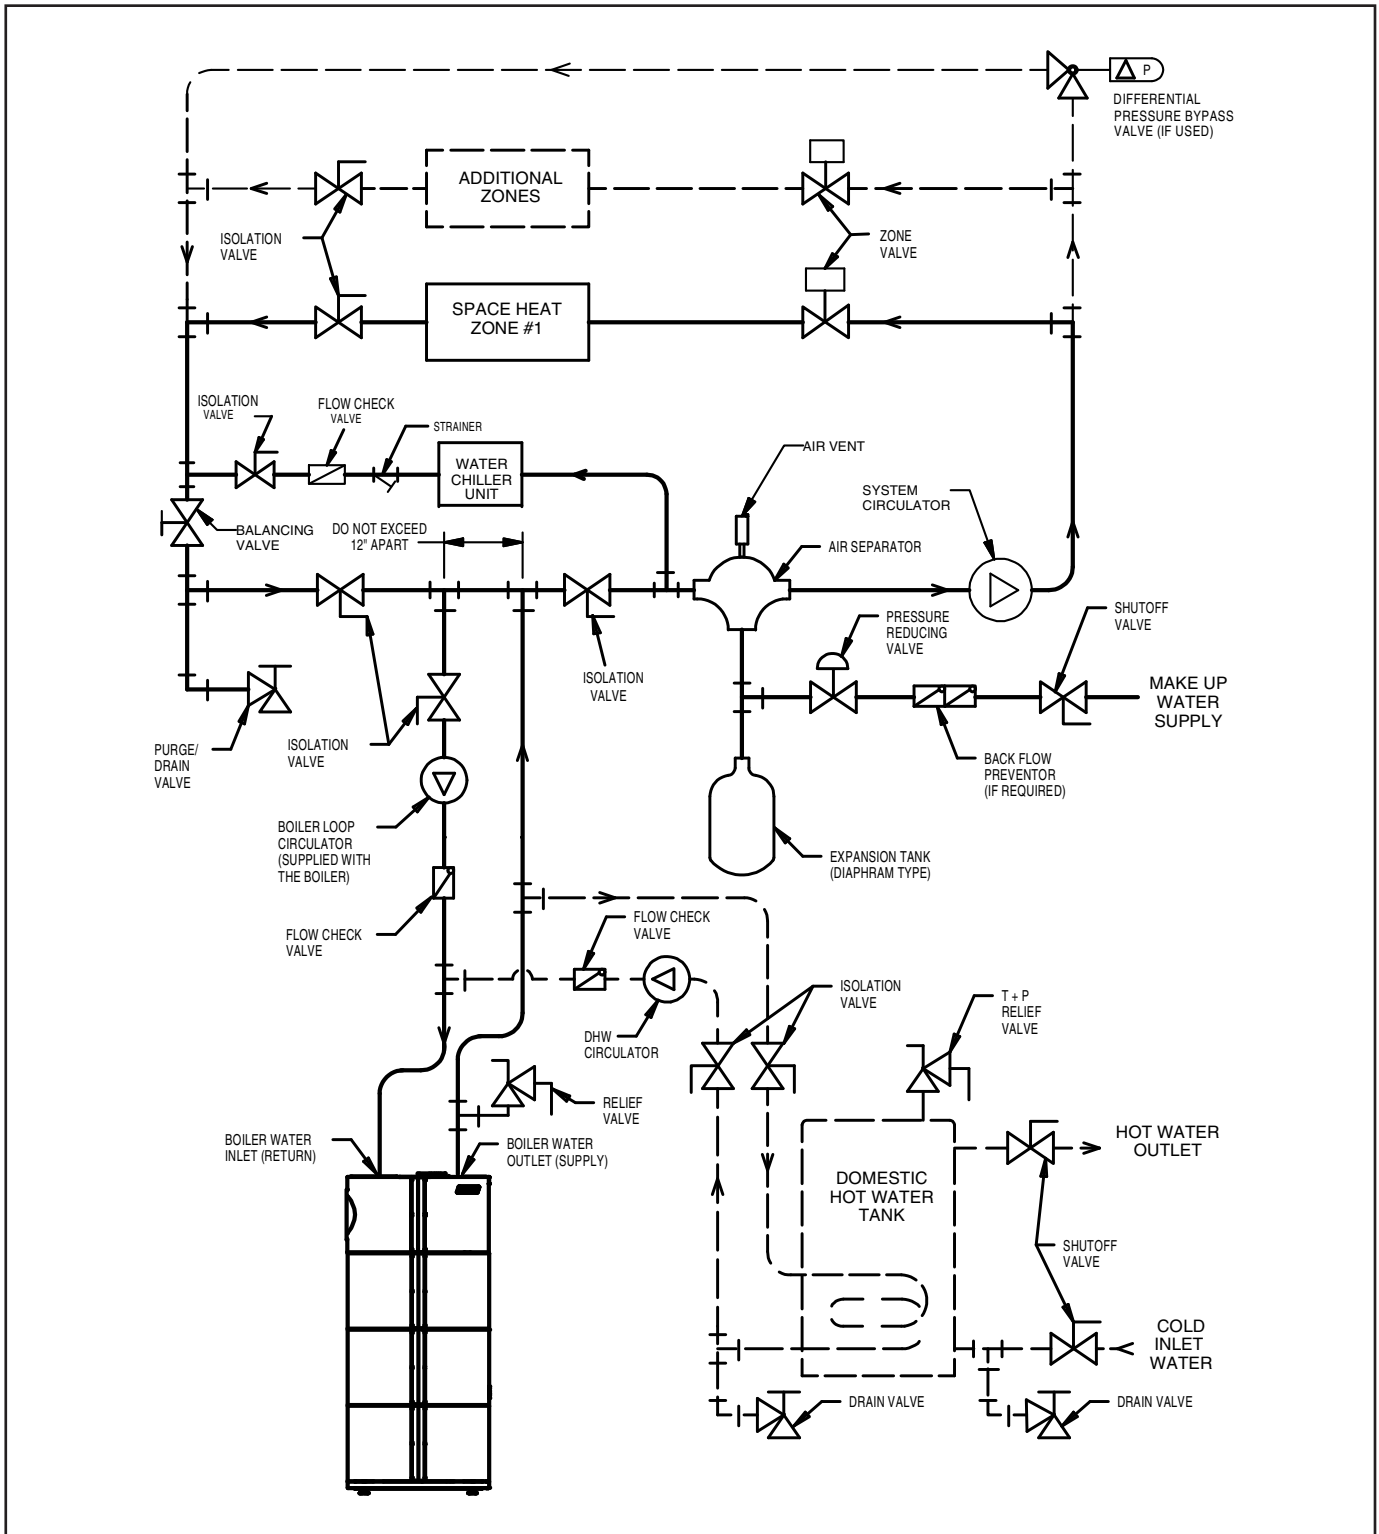 P
DIFFERENTIAL
PRESSURE BYPASS
VALVE (IF USED)
ADDITIONAL
ZONES
ISOLATION
VALVE
ZONE
VALVE
SPACE HEAT
ZONE #1
ISOLATION
VALVE
FLOW CHECK
VALVE
STRAINER
WATER
CHILLER
UNIT
AIR VENT
SYSTEM
CIRCULATOR
BALANCING
VALVE
DO NOT EXCEED
12" APART
AIR SEPARATOR
PRESSURE
REDUCING
VALVE
SHUTOFF
VALVE
ISOLATION
VALVE
MAKE UP
WATER
SUPPLY
PURGE/
DRAIN
VALVE
ISOLATION
VALVE
BACK FLOW
PREVENTOR
(IF REQUIRED)
BOILER LOOP
CIRCULATOR
(SUPPLIED WITH
THE BOILER)
EXPANSION TANK
(DIAPHRAM TYPE)
FLOW CHECK
VALVE
FLOW CHECK
VALVE
ISOLATION
VALVE
T + P
RELIEF
VALVE
DHW
CIRCULATOR
RELIEF
VALVE
BOILER WATER
INLET (RETURN)
BOILER WATER
OUTLET (SUPPLY)
HOT WATER
OUTLET
DOMESTIC
HOT WATER
TANK
SHUTOFF
VALVE
COLD
INLET
WATER
DRAIN VALVE
DRAIN VALVE